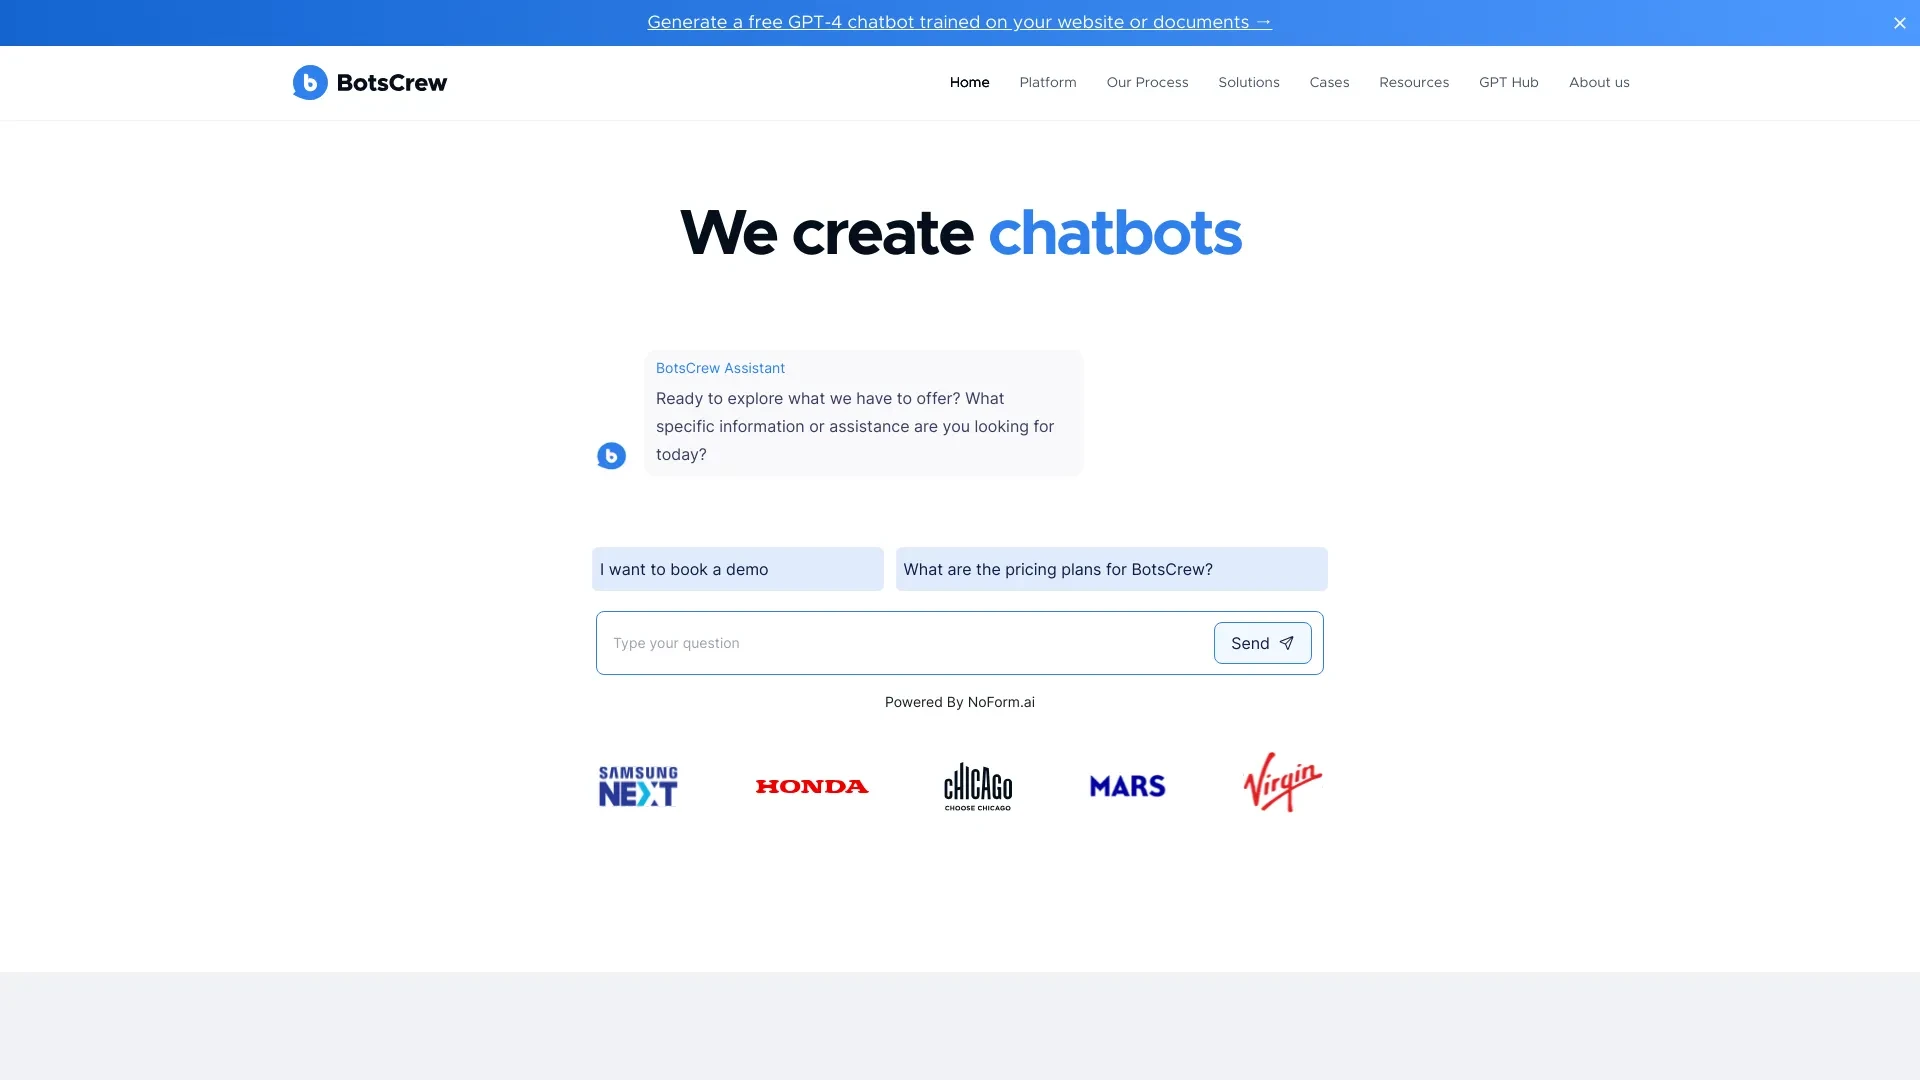 Generate a free GPT-4 chatbot trained on your website or documents →
b BotsCrew
Home Platform Our Process Solutions Cases Resources GPT Hub About us
We create chatbots
BotsCrew Assistant
Ready to explore what we have to offer? What
specific information or assistance are you looking for
today?
b
I want to book a demo
What are the pricing plans for BotsCrew?
Type your question
Send
Powered By NoForm.ai
SAMSUNG
NEXT
HONDA
CHICAGO
CHOOSE CHICAGO
MARS
Virgin